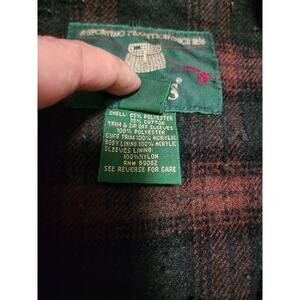 A SPORTING TRADITION SINCE 1856
S
SHELL: 65% POLYESTER
35% COTTON
TRIM & ZIP OFF SLEEVES
100% POLYESTER
CUFF TRIM 100% ACRYLIC
BODY LINING 100% ACRYLIC
SLEEVES LINING:
100% NYLON
RN# 69082
SEE REVERSE FOR CARE